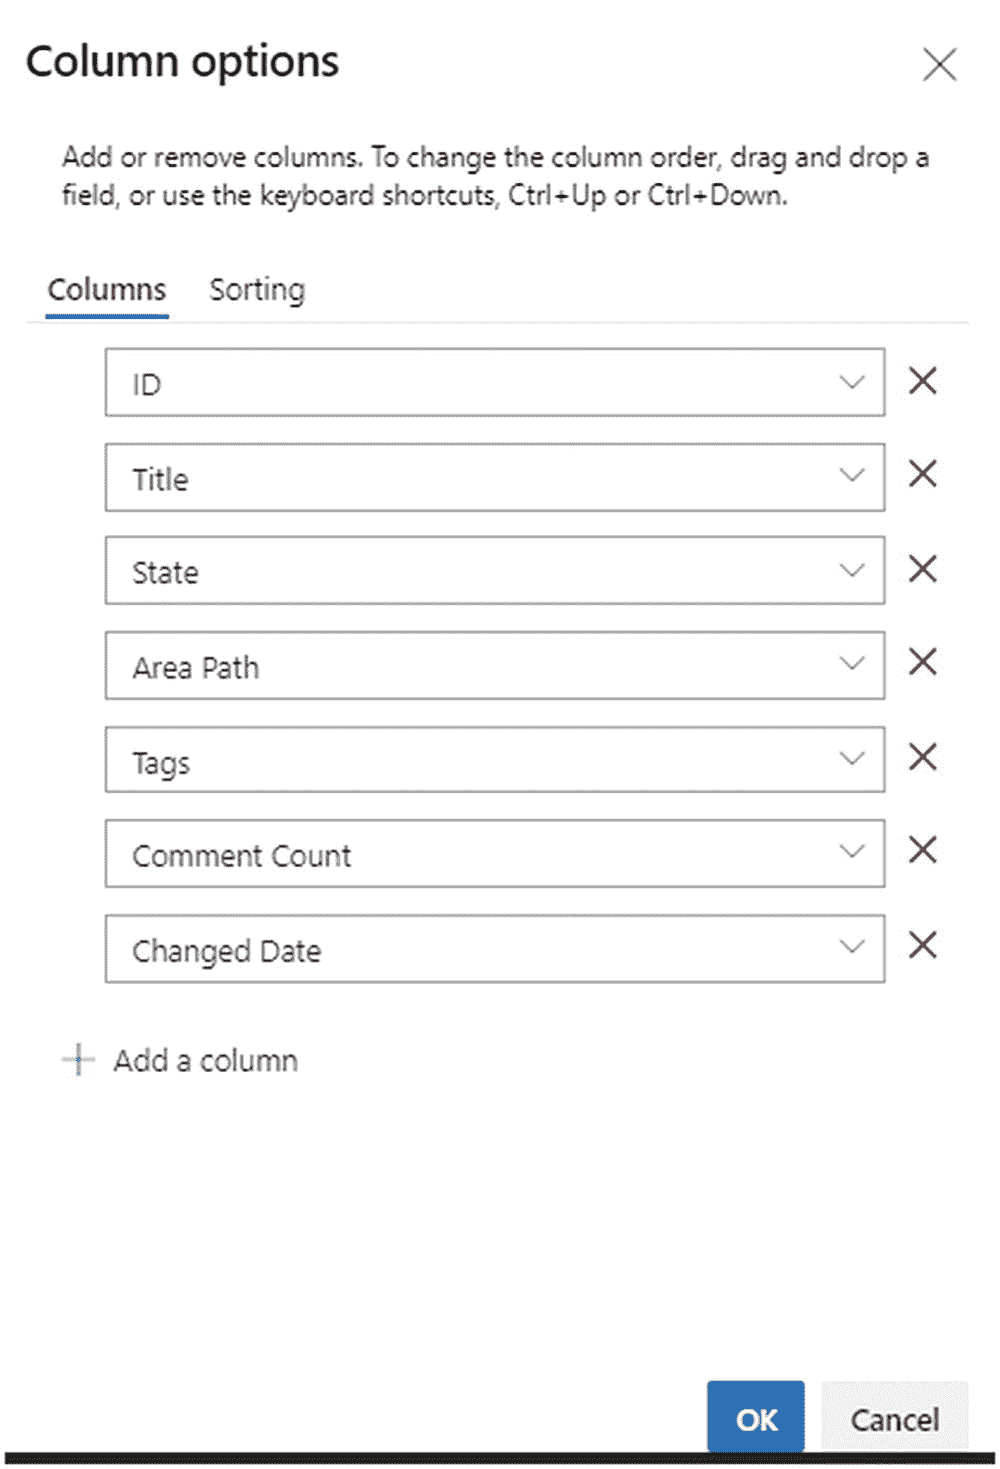 Column options
Add or remove columns. To change the column order, drag and drop a
field, or use the keyboard shortcuts, Ctrl+Up or Ctrl+Down.
Columns Sorting
ID
Title
State
Area Path
Tags
Comment Count
Changed Date
Add a column
OK Cancel